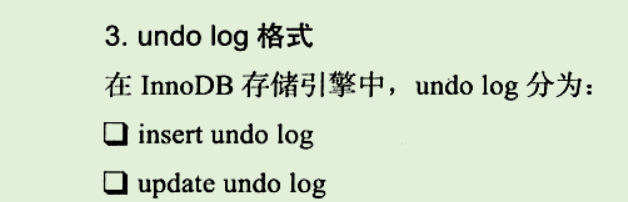 3. undo log 格式
在 InnoDB 存储引擎中，undo log 分为：
❑ insert undo log
❑ update undo log